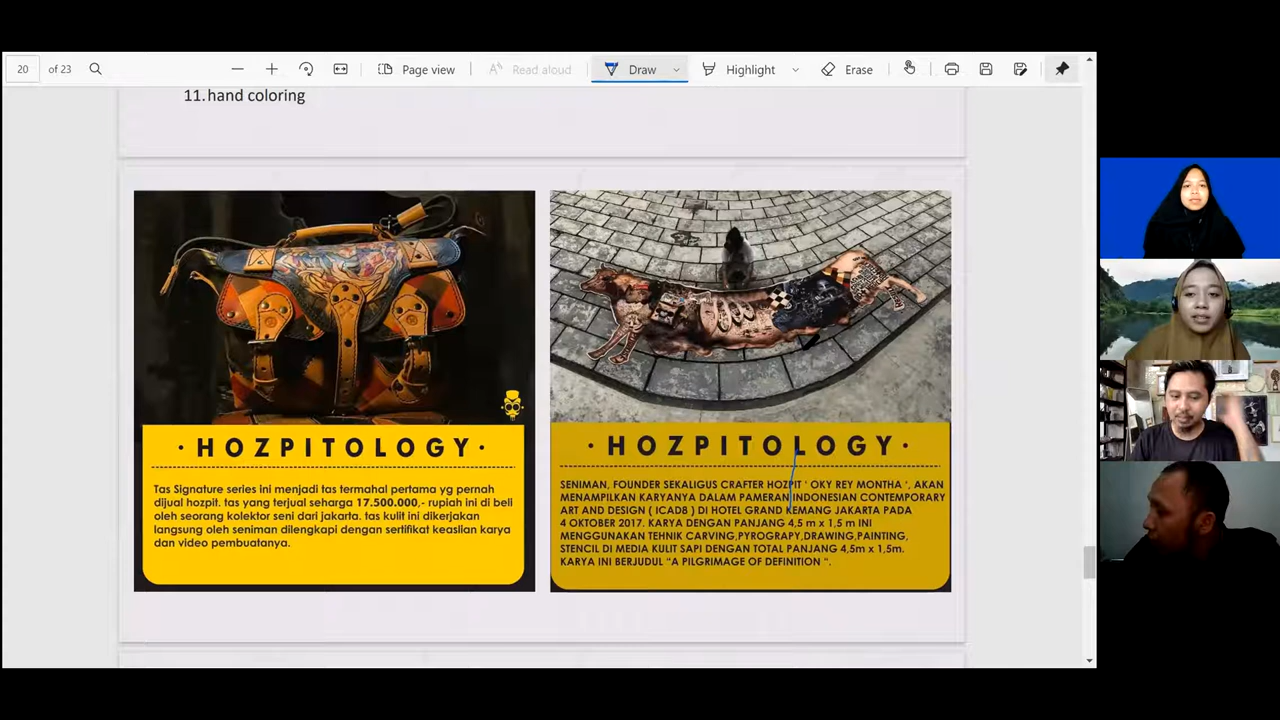 20 of 23
Page view
Read aloud
Draw
Highlight
Erase
11. hand coloring
· HOZPITOLOGY ·
Tas Signature series ini menjadi tas termahal pertama yg pernah
dijual hozpit. tas yang terjual seharga 17.500.000,- rupiah ini di beli
oleh seorang kolektor seni dari jakarta. tas kulit ini dikerjakan
langsung oleh seniman dilengkapi dengan sertifikat keaslian karya
dan video pembuatanya.
· HOZPITOLOGY ·
SENIMAN, FOUNDER SEKALIGUS CRAFTER HOZPIT ' OKY REY MONTHA ', AKAN
MENAMPILKAN KARYANYA DALAM PAMERAN INDONESIAN CONTEMPORARY
ART AND DESIGN ( ICAD8 ) DI HOTEL GRAND KEMANG JAKARTA PADA
4 OKTOBER 2017. KARYA DENGAN PANJANG 4,5 m x 1,5 m INI
MENGGUNAKAN TEHNIK CARVING,PYROGRAPY,DRAWING,PAINTING,
STENCIL DI MEDIA KULIT SAPI DENGAN TOTAL PANJANG 4,5m x 1,5m.
KARYA INI BERJUDUL "A PILGRIMAGE OF DEFINITION ".